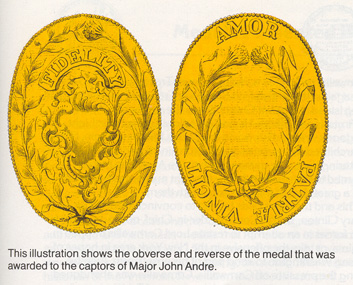 FIDELITY
AMOR
PATRIÆ
VINCIT
This illustration shows the obverse and reverse of the medal that was
awarded to the captors of Major John Andre.